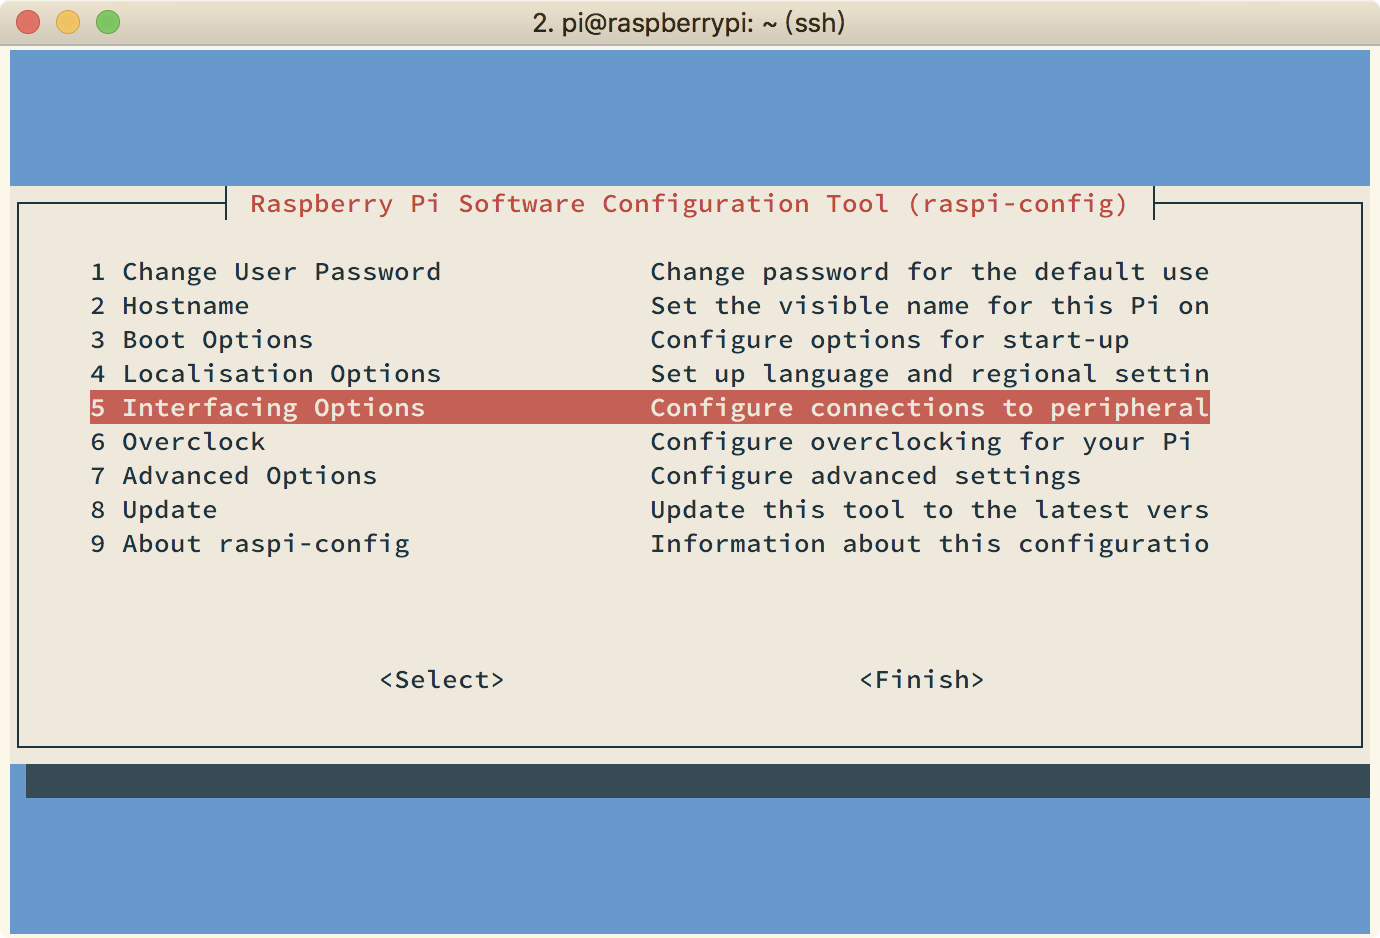 2. pi@raspberrypi: ~ (ssh)
Raspberry Pi Software Configuration Tool (raspi-config)
1 Change User Password Change password for the default use
2 Hostname Set the visible name for this Pi on
3 Boot Options Configure options for start-up
4 Localisation Options Set up language and regional settin
5 Interfacing Options Configure connections to peripheral
6 Overclock Configure overclocking for your Pi
7 Advanced Options Configure advanced settings
8 Update Update this tool to the latest vers
9 About raspi-config Information about this configuratio
<Select> <Finish>